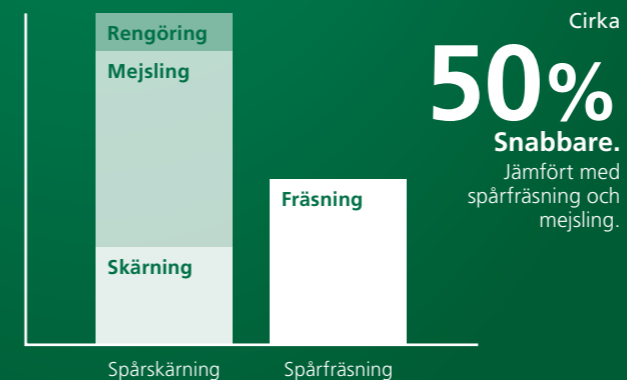 Rengöring
Mejsling
Skärning
Fräsning
Spårskärning
Spårfräsning
Cirka
50%
Snabbare.
Jämfört med
spårfräsning och
mejsling.